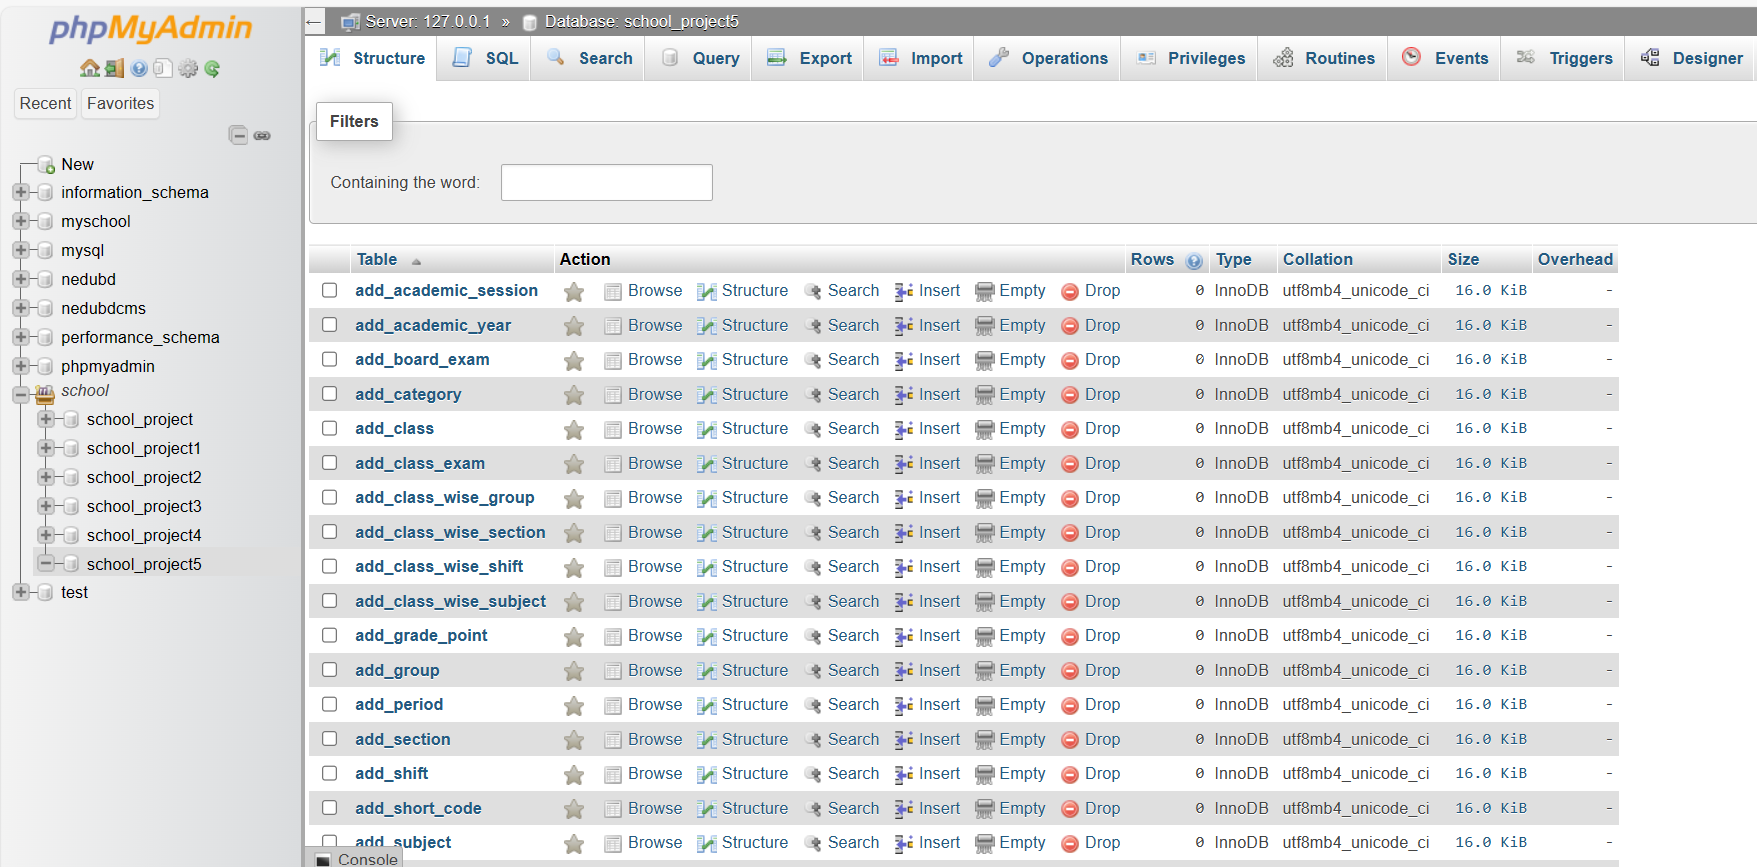 phpMyAdmin
Recent Favorites
New
information_schema
myschool
mysql
nedubd
nedubdcms
performance_schema
phpmyadmin
school
school_project
school_project1
school_project2
school_project3
school_project4
school_project5
test
← Server: 127.0.0.1 » Database: school_project5
Structure SQL Search Query Export Import Operations Privileges Routines Events Triggers Designer
Filters
Containing the word:
Table Action Rows Type Collation Size Overhead
add_academic_session Browse Structure Search Insert Empty Drop 0 InnoDB utf8mb4_unicode_ci 16.0 KiB -
add_academic_year Browse Structure Search Insert Empty Drop 0 InnoDB utf8mb4_unicode_ci 16.0 KiB -
add_board_exam Browse Structure Search Insert Empty Drop 0 InnoDB utf8mb4_unicode_ci 16.0 KiB -
add_category Browse Structure Search Insert Empty Drop 0 InnoDB utf8mb4_unicode_ci 16.0 KiB -
add_class Browse Structure Search Insert Empty Drop 0 InnoDB utf8mb4_unicode_ci 16.0 KiB -
add_class_exam Browse Structure Search Insert Empty Drop 0 InnoDB utf8mb4_unicode_ci 16.0 KiB -
add_class_wise_group Browse Structure Search Insert Empty Drop 0 InnoDB utf8mb4_unicode_ci 16.0 KiB -
add_class_wise_section Browse Structure Search Insert Empty Drop 0 InnoDB utf8mb4_unicode_ci 16.0 KiB -
add_class_wise_shift Browse Structure Search Insert Empty Drop 0 InnoDB utf8mb4_unicode_ci 16.0 KiB -
add_class_wise_subject Browse Structure Search Insert Empty Drop 0 InnoDB utf8mb4_unicode_ci 16.0 KiB -
add_grade_point Browse Structure Search Insert Empty Drop 0 InnoDB utf8mb4_unicode_ci 16.0 KiB -
add_group Browse Structure Search Insert Empty Drop 0 InnoDB utf8mb4_unicode_ci 16.0 KiB -
add_period Browse Structure Search Insert Empty Drop 0 InnoDB utf8mb4_unicode_ci 16.0 KiB -
add_section Browse Structure Search Insert Empty Drop 0 InnoDB utf8mb4_unicode_ci 16.0 KiB -
add_shift Browse Structure Search Insert Empty Drop 0 InnoDB utf8mb4_unicode_ci 16.0 KiB -
add_short_code Browse Structure Search Insert Empty Drop 0 InnoDB utf8mb4_unicode_ci 16.0 KiB -
add_subject Browse Structure Search Insert Empty Drop 0 InnoDB utf8mb4_unicode_ci 16.0 KiB -
Console